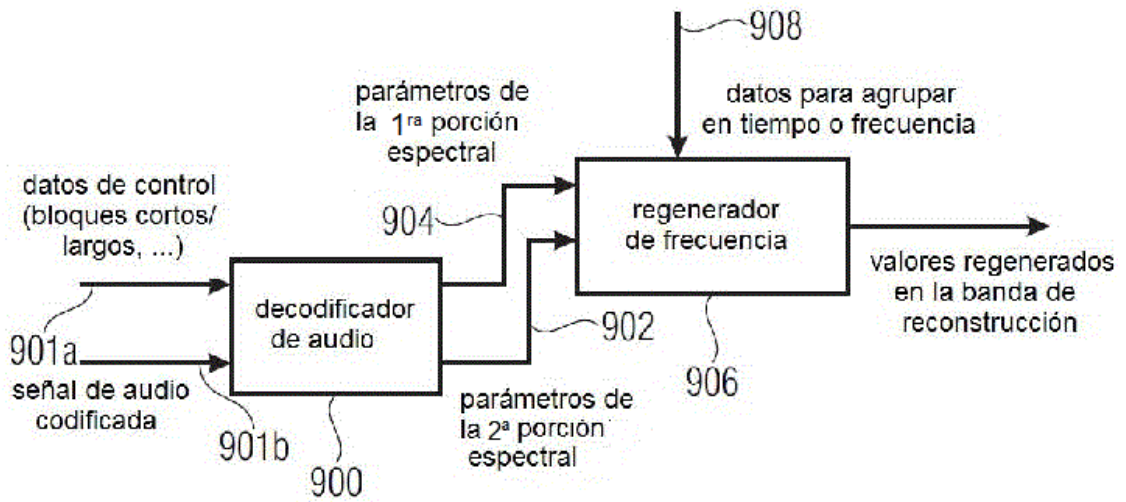 908
parámetros de
la 1ra porción
espectral
datos para agrupar
en tiempo o frecuencia
datos de control
(bloques cortos/
largos, ...)
904
regenerador
de frecuencia
valores regenerados
en la banda de
reconstrucción
decodificador
de audio
902
901a
906
señal de audio
codificada
901b
900
parámetros de
la 2ª porción
espectral